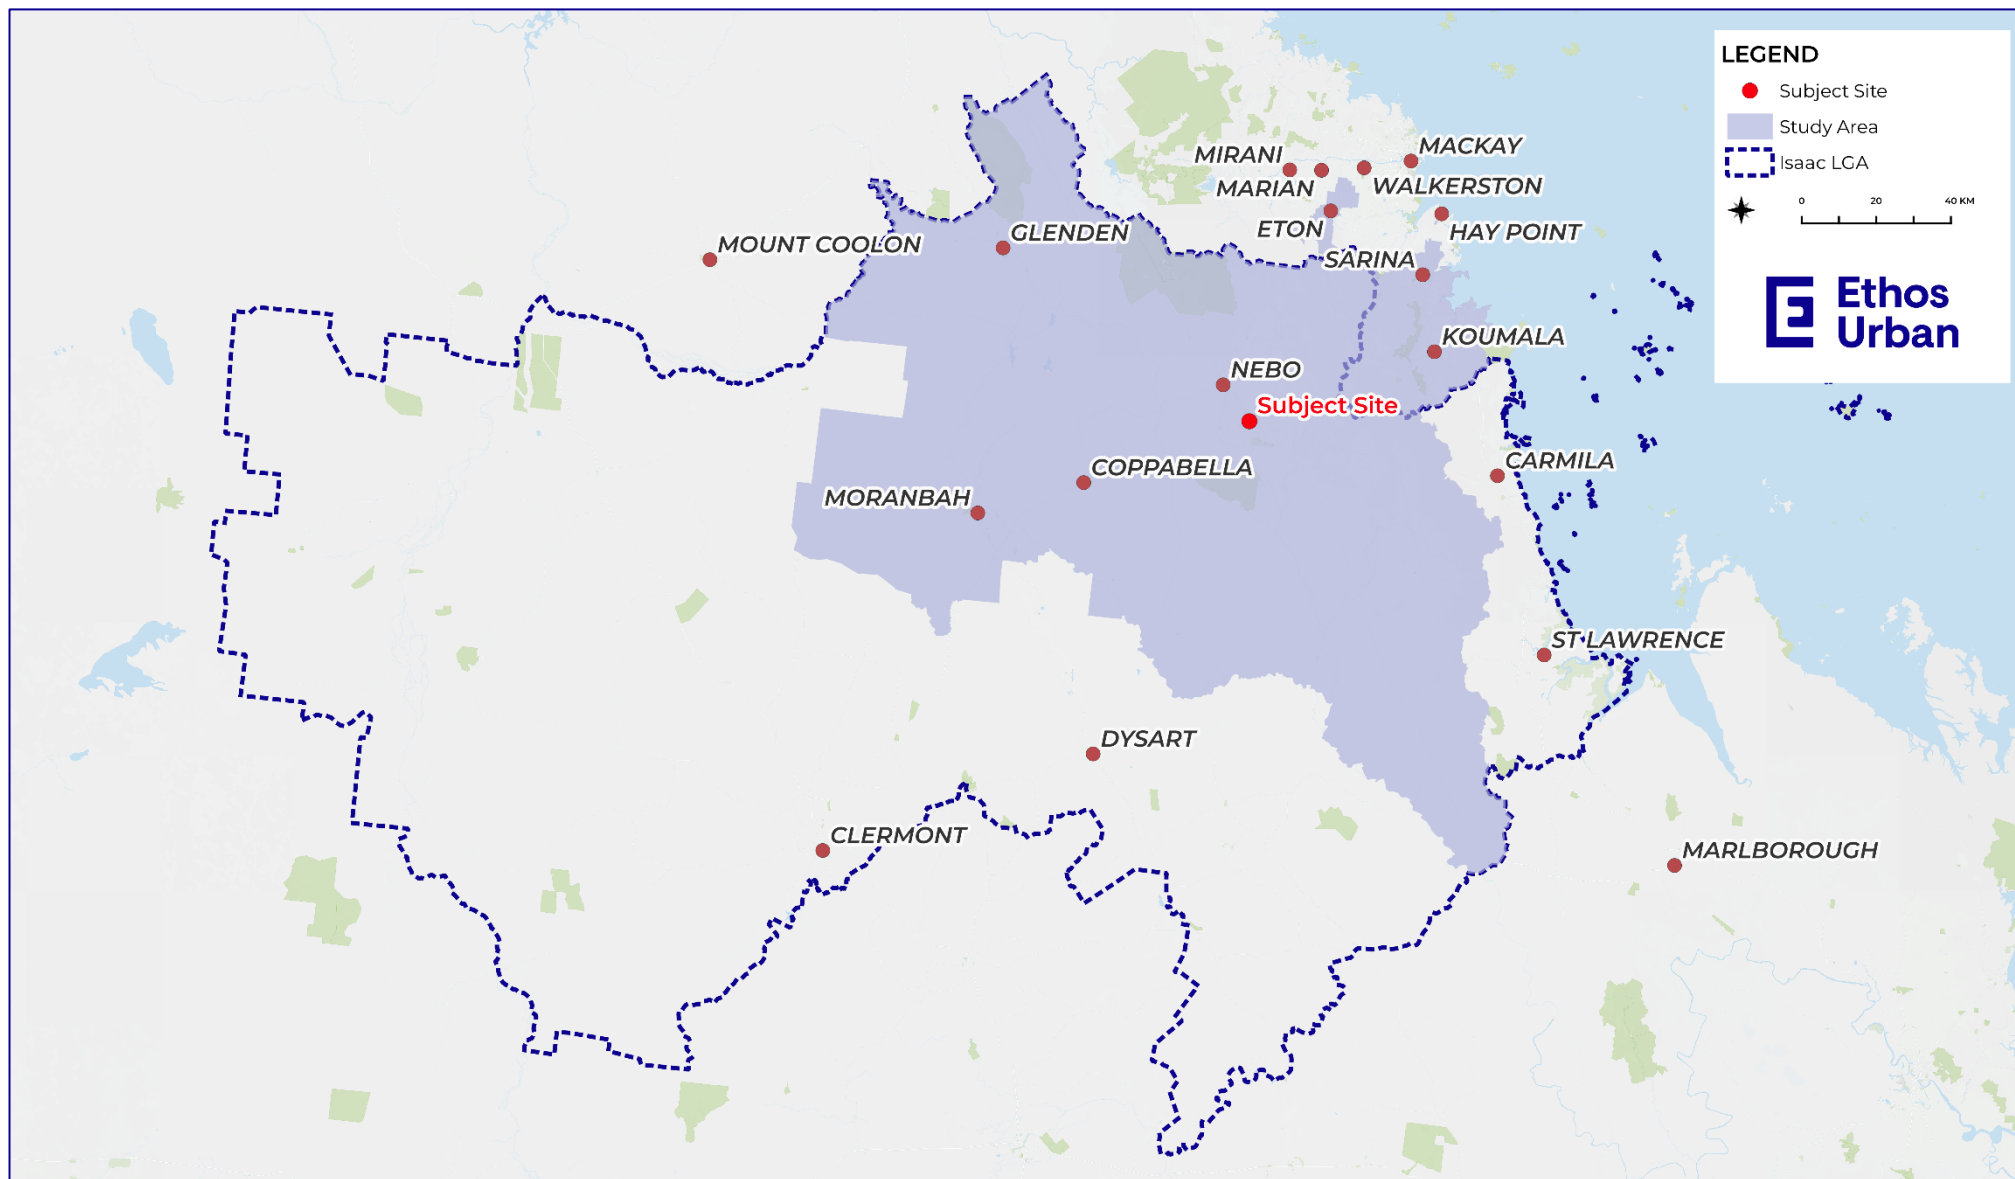 LEGEND
Subject Site
Study Area
Isaac LGA
0 20 40 KM
Ethos
Urban
MACKAY
MIRANI
MARIAN
WALKERSTON
ETON
HAY POINT
GLENDEN
MOUNT COOLON
SARINA
KOUMALA
NEBO
Subject Site
COPPABELLA
CARMILA
MORANBAH
ST LAWRENCE
DYSART
CLERMONT
MARLBOROUGH